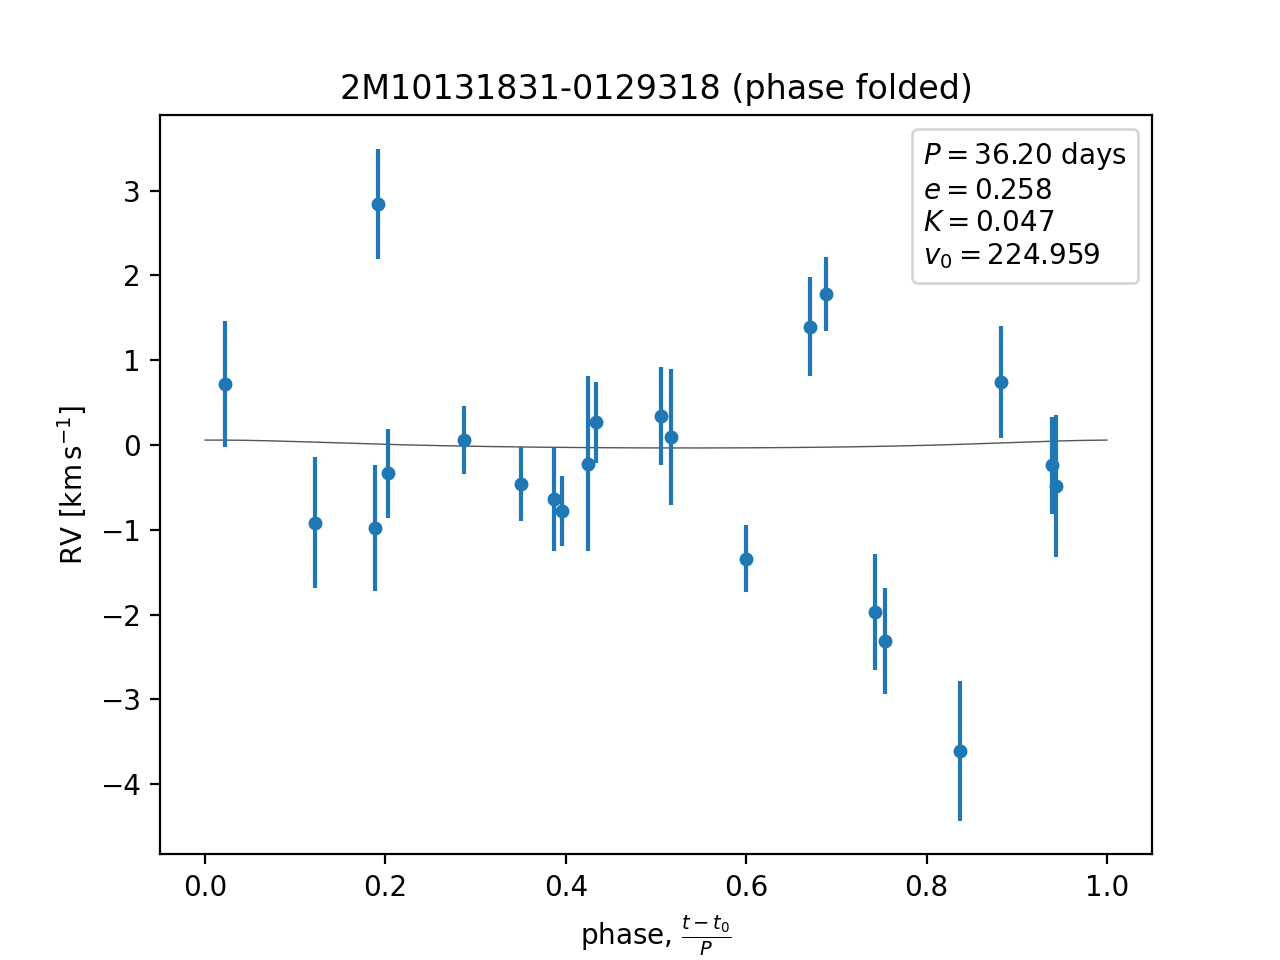 2M10131831-0129318 (phase folded)
P = 36.20 days
e = 0.258
K = 0.047
v₀ = 224.959
3
2
1
0
−1
−2
−3
−4
RV [km s⁻¹]
0.0 0.2 0.4 0.6 0.8 1.0
phase, (t − t₀)/P